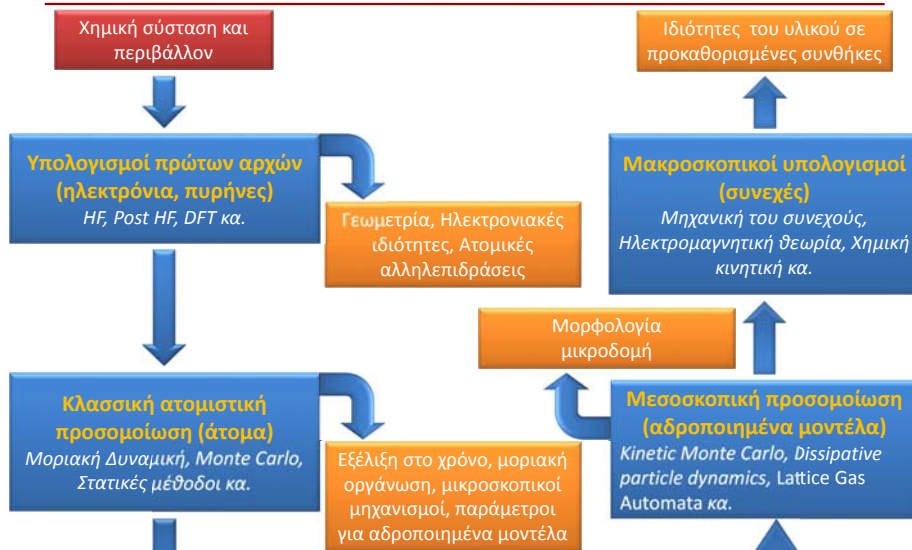 Χημική σύσταση και
περιβάλλον
Υπολογισμοί πρώτων αρχών
(ηλεκτρόνια, πυρήνες)
HF, Post HF, DFT κα.
Γεωμετρία, Ηλεκτρονιακές
ιδιότητες, Ατομικές
αλληλεπιδράσεις
Κλασσική ατομιστική
προσομοίωση (άτομα)
Μοριακή Δυναμική, Monte Carlo,
Στατικές μέθοδοι κα.
Εξέλιξη στο χρόνο, μοριακή
οργάνωση, μικροσκοπικοί
μηχανισμοί, παράμετροι
για αδροποιημένα μοντέλα
Ιδιότητες του υλικού σε
προκαθορισμένες συνθήκες
Μακροσκοπικοί υπολογισμοί
(συνεχές)
Μηχανική του συνεχούς,
Ηλεκτρομαγνητική θεωρία, Χημική
κινητική κα.
Μορφολογία
μικροδομή
Μεσοσκοπική προσομοίωση
(αδροποιημένα μοντέλα)
Kinetic Monte Carlo, Dissipative
particle dynamics, Lattice Gas
Automata κα.